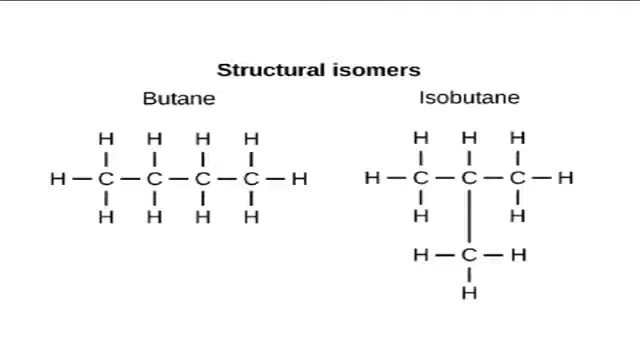 Structural isomers
Butane Isobutane
H H H H H H H
H C C C C H H C C C H
H H H H H H
H C H
H